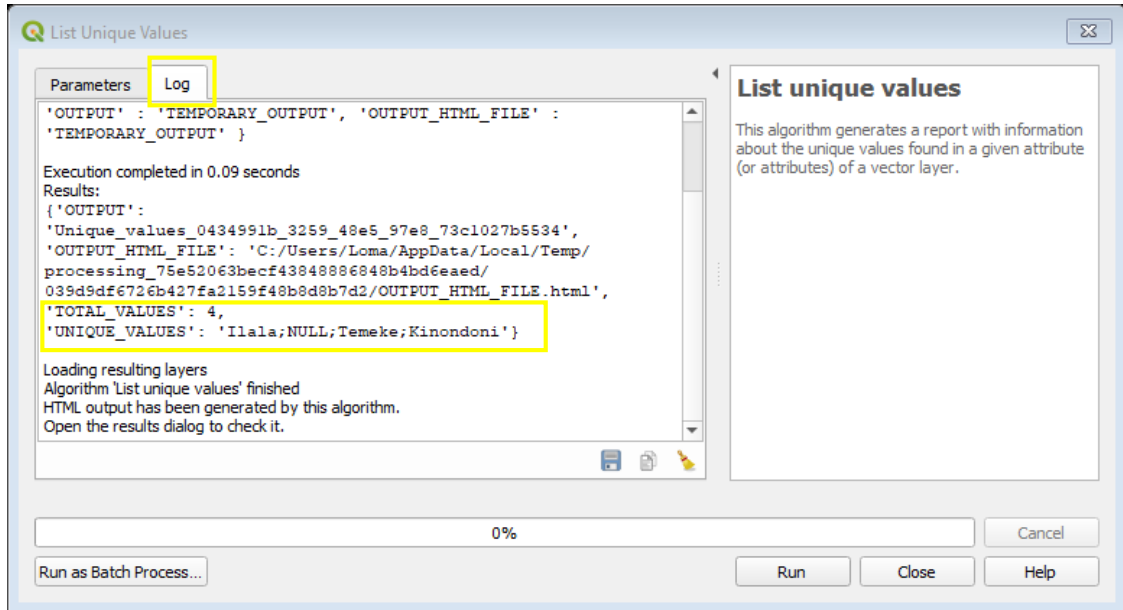 List Unique Values
Parameters
Log
'OUTPUT' : 'TEMPORARY_OUTPUT', 'OUTPUT_HTML_FILE' :
'TEMPORARY_OUTPUT' }
Execution completed in 0.09 seconds
Results:
{'OUTPUT':
'Unique_values_0434991b_3259_48e5_97e8_73c1027b5534',
'OUTPUT_HTML_FILE': 'C:/Users/Loma/AppData/Local/Temp/
processing_75e52063becf43848886848b4bd6eaed/
039d9df6726b427fa2159f48b8d8b7d2/OUTPUT_HTML_FILE.html',
'TOTAL_VALUES': 4,
'UNIQUE_VALUES': 'Ilala;NULL;Temeke;Kinondoni'}
Loading resulting layers
Algorithm 'List unique values' finished
HTML output has been generated by this algorithm.
Open the results dialog to check it.
List unique values
This algorithm generates a report with information
about the unique values found in a given attribute
(or attributes) of a vector layer.
0%
Cancel
Run as Batch Process...
Run
Close
Help